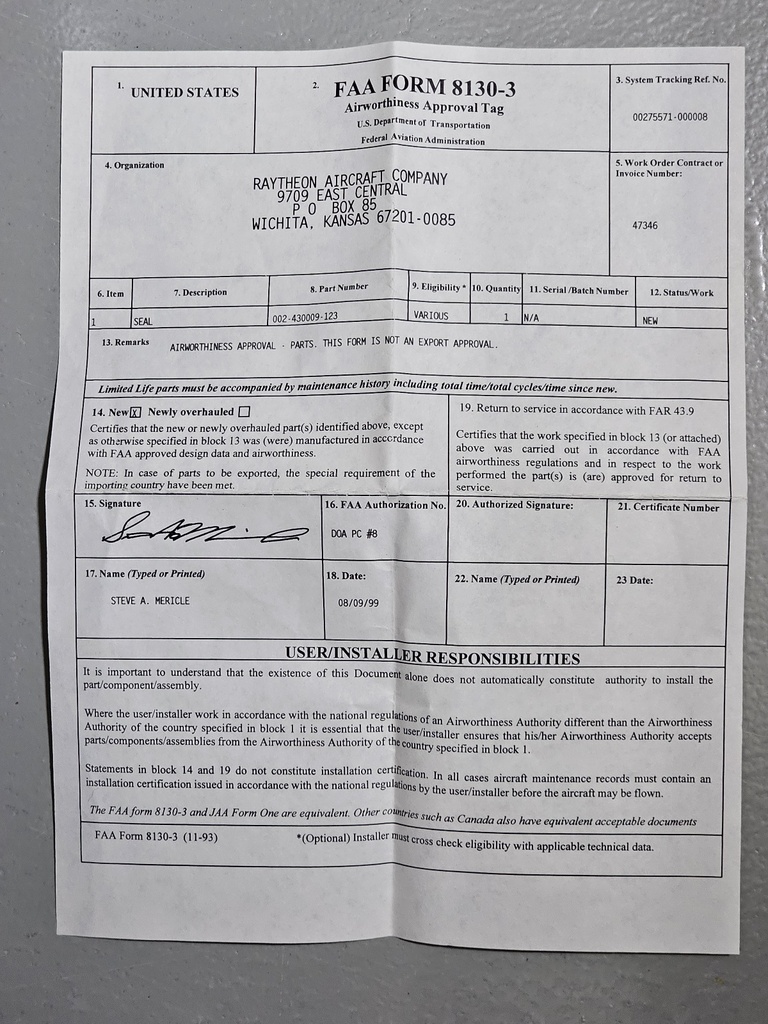 1. UNITED STATES
2. FAA FORM 8130-3
Airworthiness Approval Tag
U.S. Department of Transportation
Federal Aviation Administration
3. System Tracking Ref. No.
00275571-000008
4. Organization
RAYTHEON AIRCRAFT COMPANY
9709 EAST CENTRAL
P O BOX 85
WICHITA, KANSAS 67201-0085
5. Work Order Contract or
Invoice Number:
47346
6. Item 7. Description 8. Part Number 9. Eligibility * 10. Quantity 11. Serial /Batch Number 12. Status/Work
1 SEAL 002-430009-123 VARIOUS 1 N/A NEW
13. Remarks AIRWORTHINESS APPROVAL - PARTS. THIS FORM IS NOT AN EXPORT APPROVAL.
Limited Life parts must be accompanied by maintenance history including total time/total cycles/time since new.
14. New X Newly overhauled
Certifies that the new or newly overhauled part(s) identified above, except
as otherwise specified in block 13 was (were) manufactured in accordance
with FAA approved design data and airworthiness.
NOTE: In case of parts to be exported, the special requirement of the
importing country have been met.
19. Return to service in accordance with FAR 43.9
Certifies that the work specified in block 13 (or attached)
above was carried out in accordance with FAA
airworthiness regulations and in respect to the work
performed the part(s) is (are) approved for return to
service.
15. Signature
16. FAA Authorization No.
DOA PC #8
20. Authorized Signature:
21. Certificate Number
17. Name (Typed or Printed)
STEVE A. MERICLE
18. Date:
08/09/99
22. Name (Typed or Printed)
23 Date:
USER/INSTALLER RESPONSIBILITIES
It is important to understand that the existence of this Document alone does not automatically constitute authority to install the
part/component/assembly.
Where the user/installer work in accordance with the national regulations of an Airworthiness Authority different than the Airworthiness
Authority of the country specified in block 1 it is essential that the user/installer ensures that his/her Airworthiness Authority accepts
parts/components/assemblies from the Airworthiness Authority of the country specified in block 1.
Statements in block 14 and 19 do not constitute installation certification. In all cases aircraft maintenance records must contain an
installation certification issued in accordance with the national regulations by the user/installer before the aircraft may be flown.
The FAA form 8130-3 and JAA Form One are equivalent. Other countries such as Canada also have equivalent acceptable documents
FAA Form 8130-3 (11-93) *(Optional) Installer must cross check eligibility with applicable technical data.